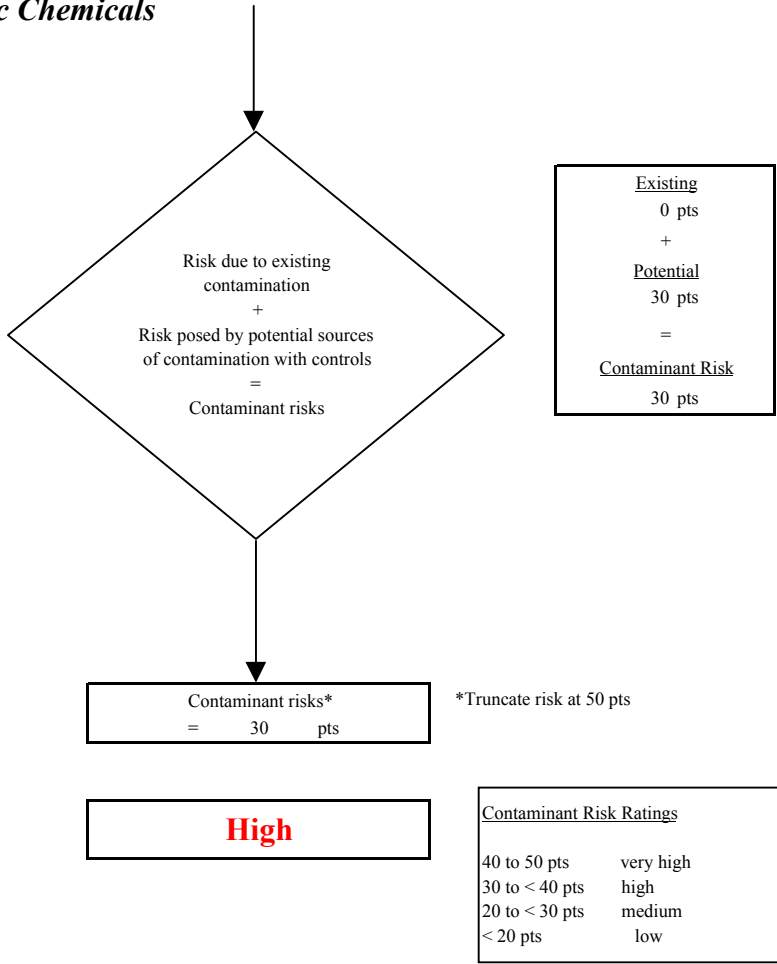 Chemicals
Risk due to existing
contamination
+
Risk posed by potential sources
of contamination with controls
=
Contaminant risks
Existing
0 pts
+
Potential
30 pts
=
Contaminant Risk
30 pts
Contaminant risks*
= 30 pts
*Truncate risk at 50 pts
High
Contaminant Risk Ratings
40 to 50 pts very high
30 to < 40 pts high
20 to < 30 pts medium
< 20 pts low